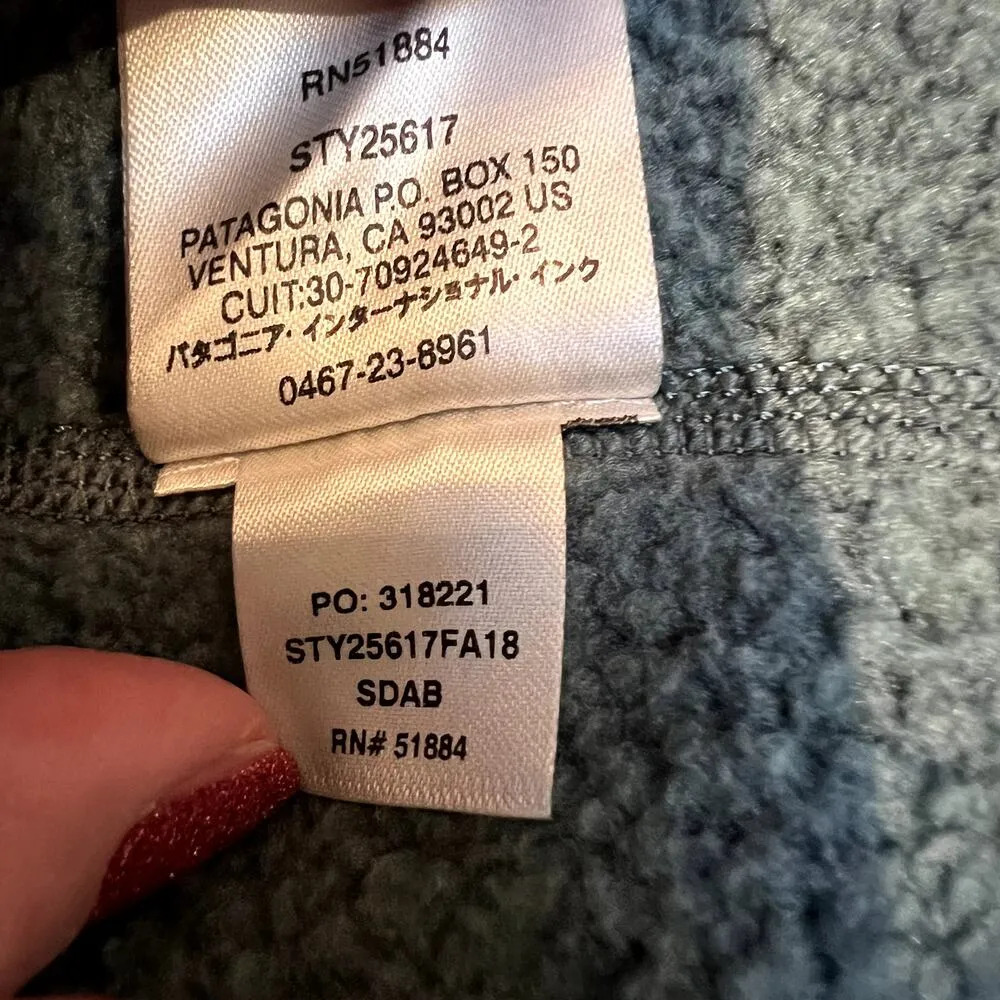 RN51884
STY25617
PATAGONIA P.O. BOX 150
VENTURA, CA 93002 US
CUIT:30-70924649-2
パタゴニア・インターナショナル・インク
0467-23-8961
PO: 318221
STY25617FA18
SDAB
RN# 51884